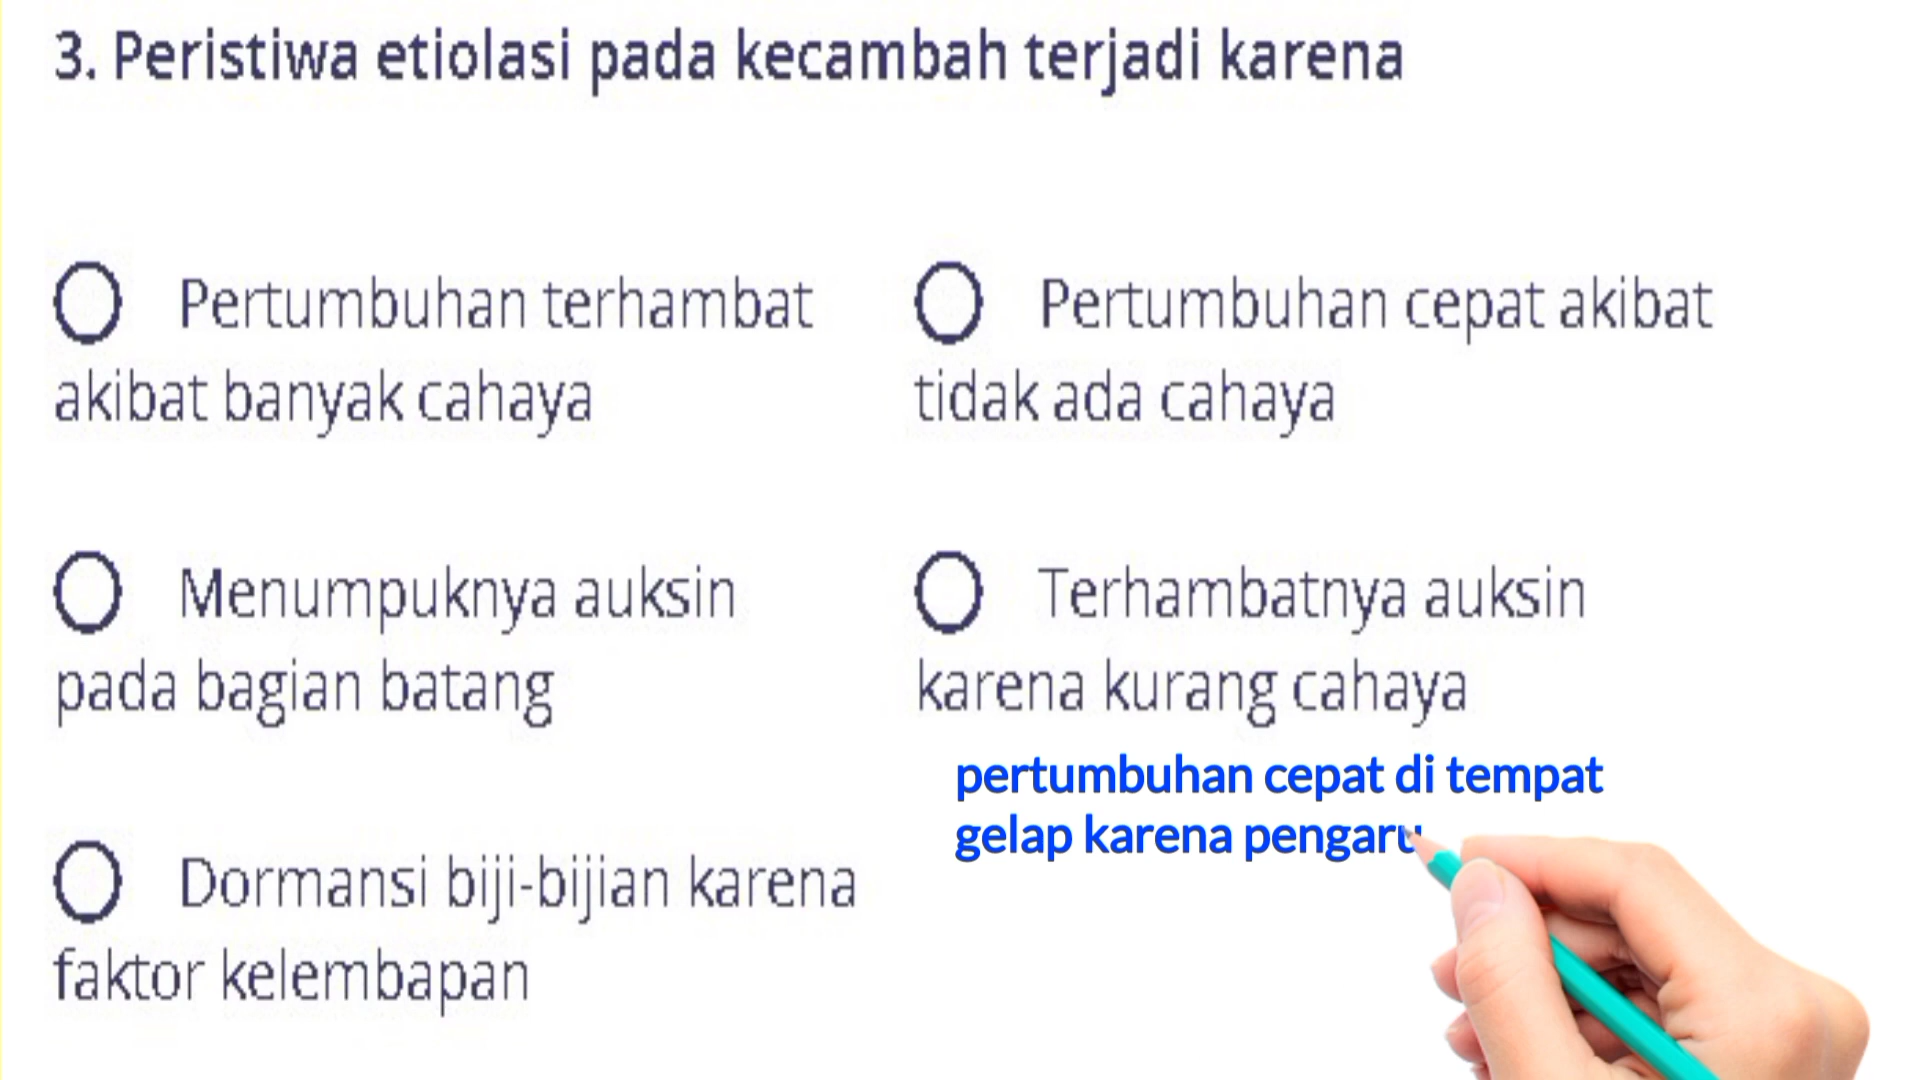 3. Peristiwa etiolasi pada kecambah terjadi karena
Pertumbuhan terhambat
akibat banyak cahaya
Pertumbuhan cepat akibat
tidak ada cahaya
Menumpuknya auksin
pada bagian batang
Terhambatnya auksin
karena kurang cahaya
Dormansi biji-bijian karena
faktor kelembapan
pertumbuhan cepat di tempat
gelap karena pengaru